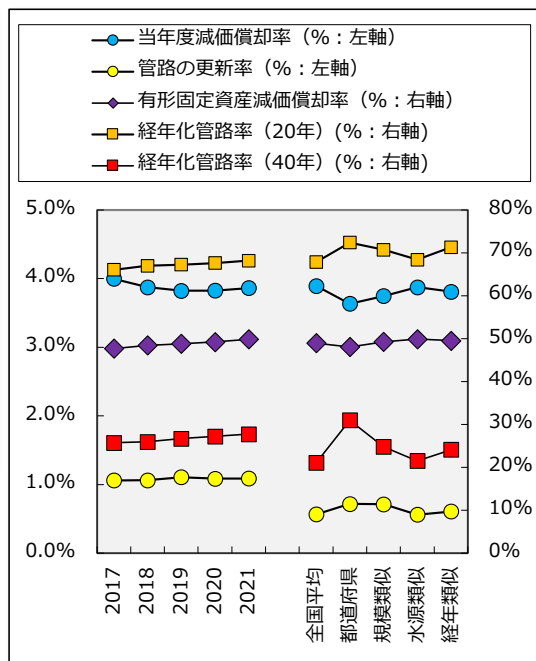 当年度減価償却率（%：左軸）
管路の更新率（%：左軸）
有形固定資産減価償却率（%：右軸）
経年化管路率（20年）(%：右軸)
経年化管路率（40年）(%：右軸)
5.0%
4.0%
3.0%
2.0%
1.0%
0.0%
80%
70%
60%
50%
40%
30%
20%
10%
0%
2017
2018
2019
2020
2021
全国平均
都道府県
規模類似
水源類似
経年類似